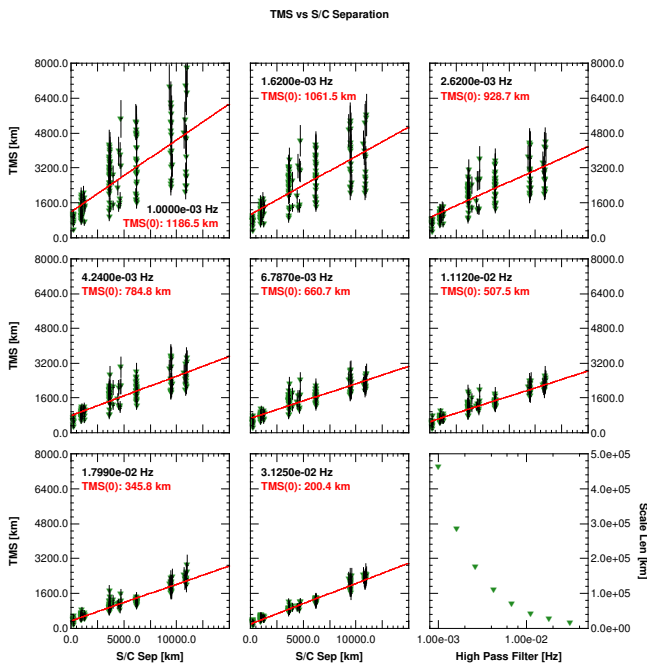 TMS vs S/C Separation
8000.0
6400.0
4800.0
3200.0
1600.0
0.0
TMS [km]
1.0000e-03 Hz
TMS(0): 1186.5 km
1.6200e-03 Hz
TMS(0): 1061.5 km
2.6200e-03 Hz
TMS(0): 928.7 km
8000.0
6400.0
4800.0
3200.0
1600.0
0.0
8000.0
6400.0
4800.0
3200.0
1600.0
0.0
TMS [km]
4.2400e-03 Hz
TMS(0): 784.8 km
6.7870e-03 Hz
TMS(0): 660.7 km
1.1120e-02 Hz
TMS(0): 507.5 km
8000.0
6400.0
4800.0
3200.0
1600.0
0.0
8000.0
6400.0
3200.0
1600.0
0.0
TMS [km]
1.7990e-02 Hz
TMS(0): 345.8 km
3.1250e-02 Hz
TMS(0): 200.4 km
5.0e+05
4.0e+05
3.0e+05
2.0e+05
1.0e+05
0.0e+00
Scale Len [km]
0.0 5000.0 10000.0
0.0 5000.0 10000.0
1.00e-03 1.00e-02
S/C Sep [km]
S/C Sep [km]
High Pass Filter [Hz]